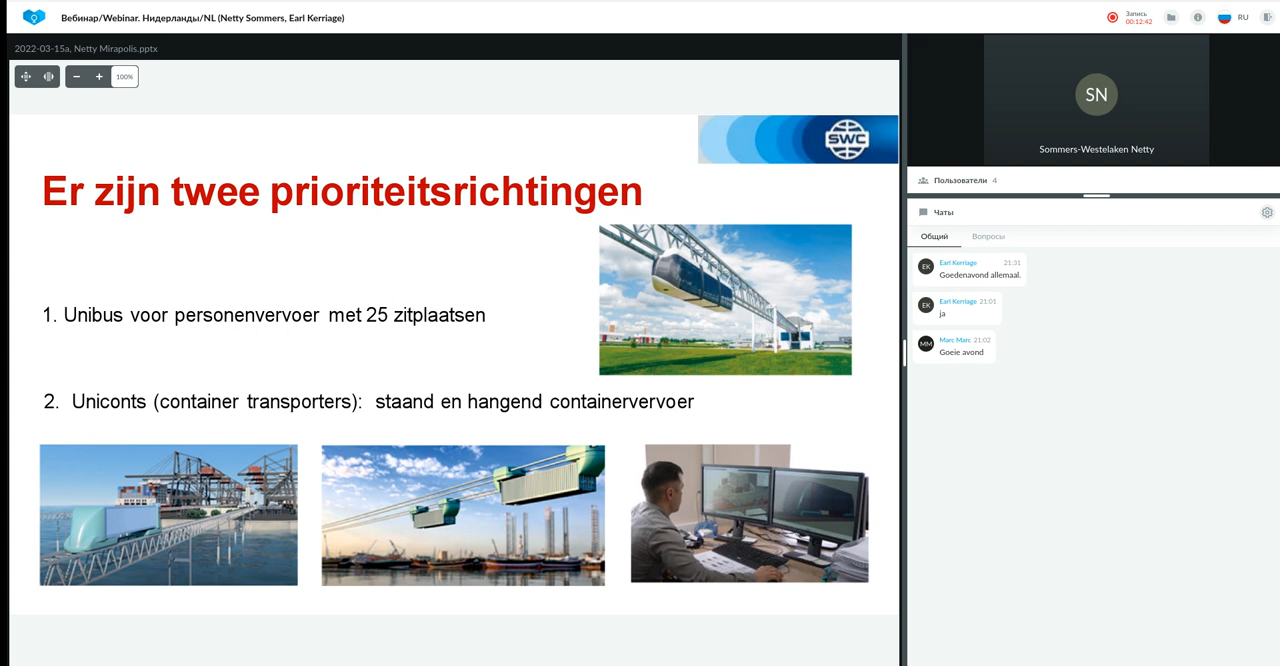 Вебинар/Webinar. Нидерланды/NL (Netty Sommers, Earl Kerriage)
Запись
00:12:42
RU
2022-03-15a, Netty Mirapolis.pptx
100%
SWC
Er zijn twee prioriteitsrichtingen
1. Unibus voor personenvervoer met 25 zitplaatsen
2. Uniconts (container transporters): staand en hangend containervervoer
SN
Sommers-Westelaken Netty
Пользователи 4
Чаты
Общий Вопросы
EK Earl Kerriage 21:31
Goedenavond allemaal.
EK Earl Kerriage 21:01
ja
MM Marc Marc 21:02
Goeie avond